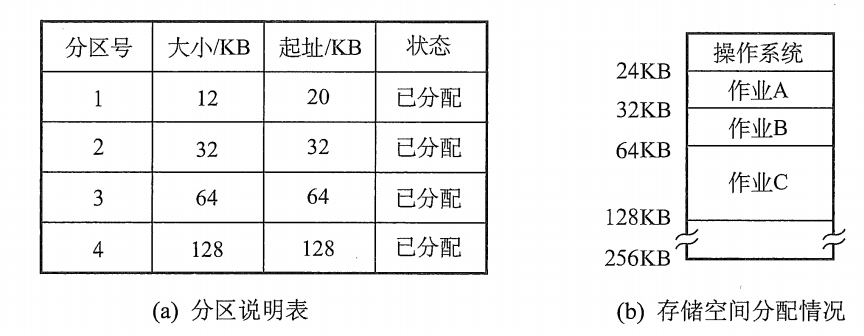 分区号 大小/KB 起址/KB 状态
1 12 20 已分配
2 32 32 已分配
3 64 64 已分配
4 128 128 已分配
(a) 分区说明表
操作系统
24KB
作业A
32KB
作业B
64KB
作业C
128KB
256KB
(b) 存储空间分配情况